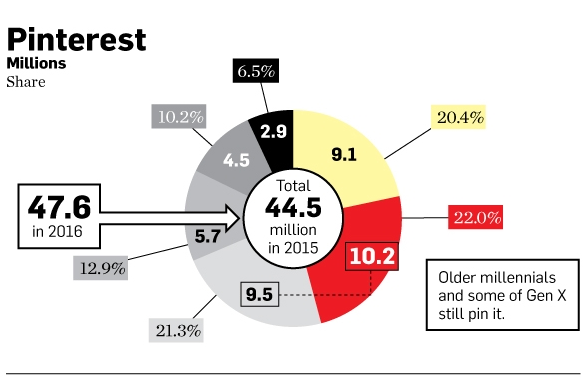 Pinterest
Millions
Share
6.5%
10.2%
2.9
20.4%
4.5
9.1
Total
44.5
million
in 2015
47.6
in 2016
22.0%
5.7
10.2
12.9%
9.5
Older millennials
and some of Gen X
still pin it.
21.3%